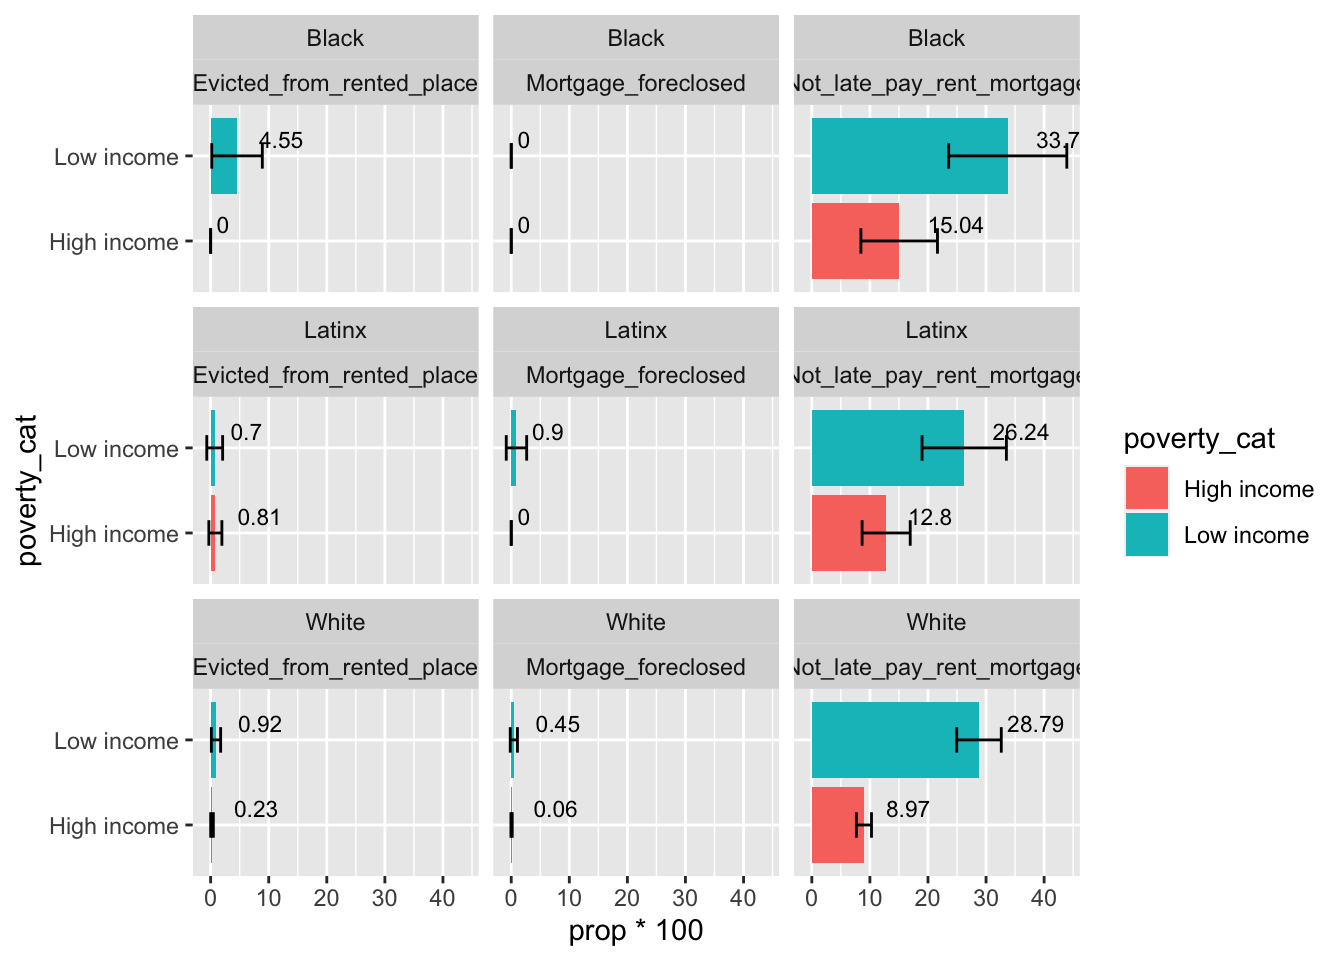 Black
Black
Black
Evicted_from_rented_place
Mortgage_foreclosed
Not_late_pay_rent_mortgage
Low income
4.55
0
33.7
High income
0
0
15.04
Latinx
Latinx
Latinx
Evicted_from_rented_place
Mortgage_foreclosed
Not_late_pay_rent_mortgage
Low income
0.7
0.9
26.24
High income
0.81
0
12.8
White
White
White
Evicted_from_rented_place
Mortgage_foreclosed
Not_late_pay_rent_mortgage
Low income
0.92
0.45
28.79
High income
0.23
0.06
8.97
0 10 20 30 40
0 10 20 30 40
0 10 20 30 40
prop * 100
poverty_cat
poverty_cat
High income
Low income